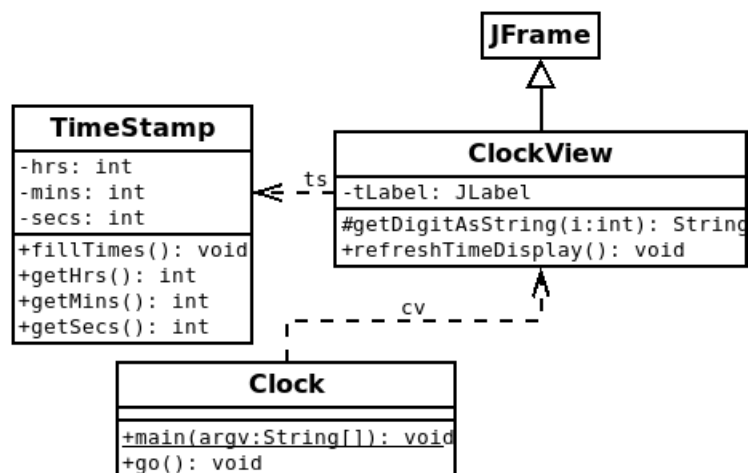 JFrame
TimeStamp
-hrs: int
-mins: int
-secs: int
+fillTimes(): void
+getHrs(): int
+getMins(): int
+getSecs(): int
ts
ClockView
-tLabel: JLabel
#getDigitAsString(i:int): String
+refreshTimeDisplay(): void
cv
Clock
+main(argv:String[]): void
+go(): void